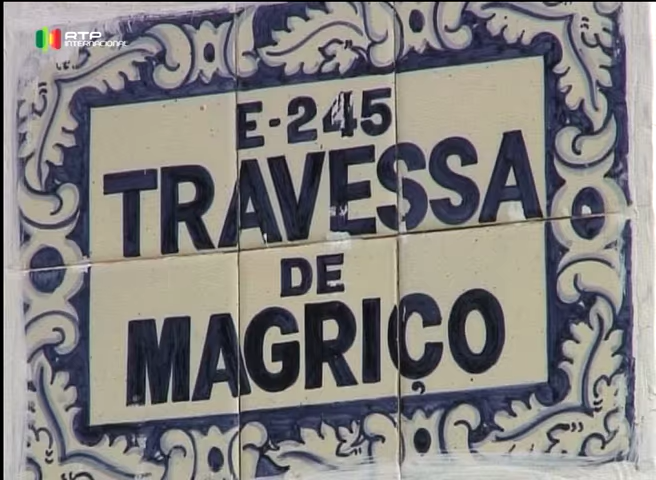 RTP
INTERNACIONAL
E-245
TRAVESSA
DE
MAGRIÇO